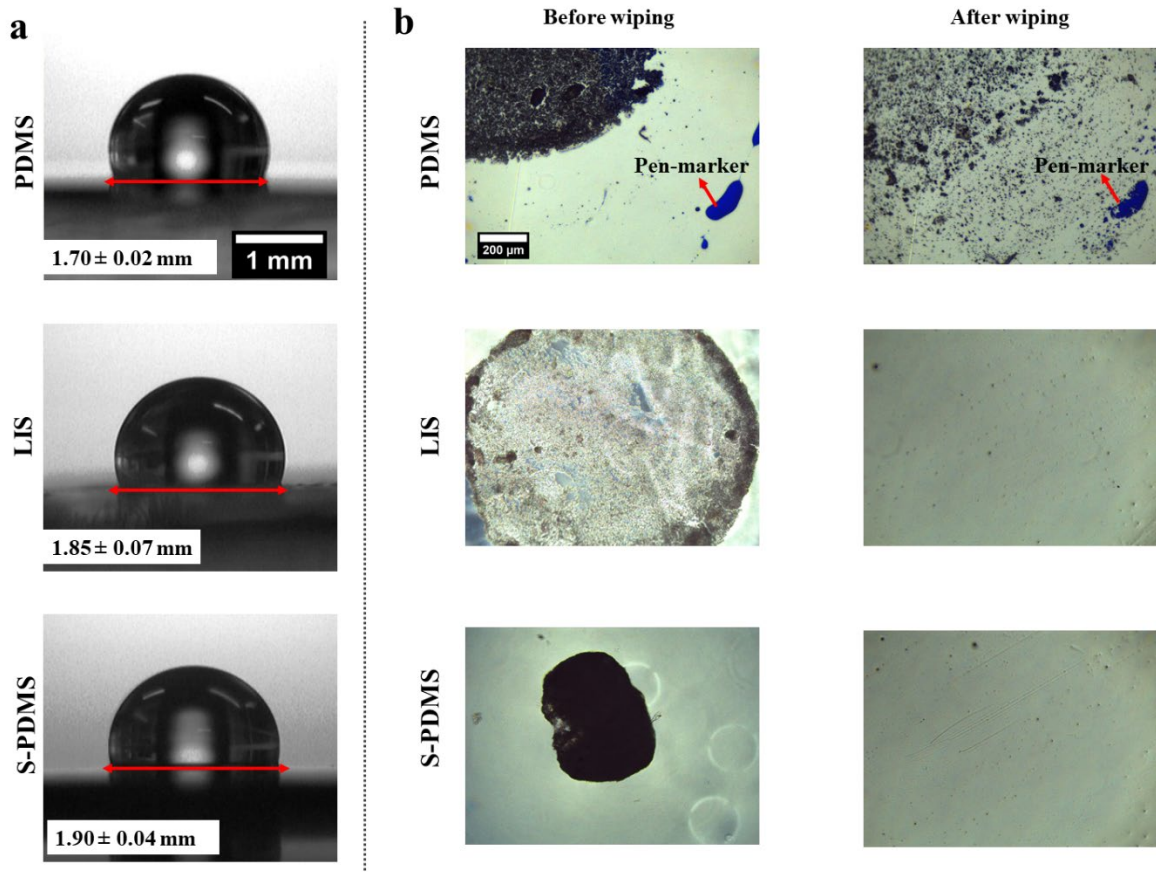 a
PDMS
1.70 ± 0.02 mm
1 mm
LIS
1.85 ± 0.07 mm
S-PDMS
1.90 ± 0.04 mm
b
Before wiping
After wiping
PDMS
Pen-marker
200 µm
Pen-marker
LIS
S-PDMS